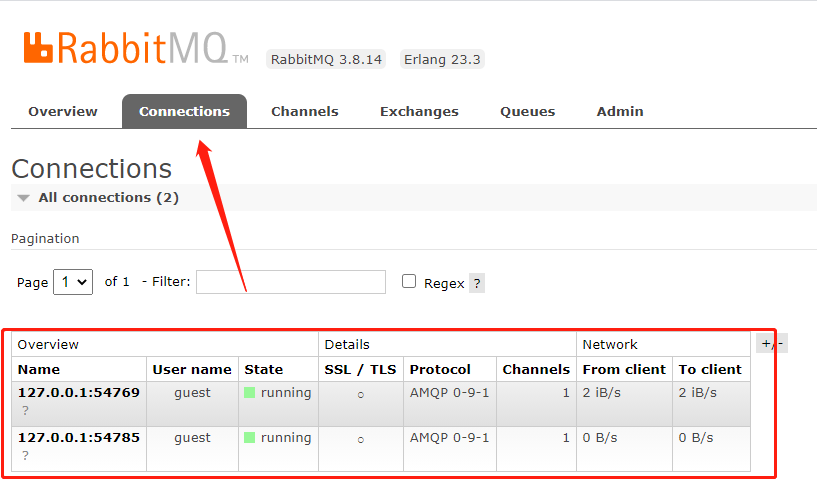 RabbitMQ TM RabbitMQ 3.8.14 Erlang 23.3
Overview Connections Channels Exchanges Queues Admin
Connections
All connections (2)
Pagination
Page 1 of 1 - Filter: Regex ?
Overview Details Network +/-
Name User name State SSL / TLS Protocol Channels From client To client
127.0.0.1:54769 guest running ○ AMQP 0-9-1 1 2 iB/s 2 iB/s
?
127.0.0.1:54785 guest running ○ AMQP 0-9-1 1 0 B/s 0 B/s
?